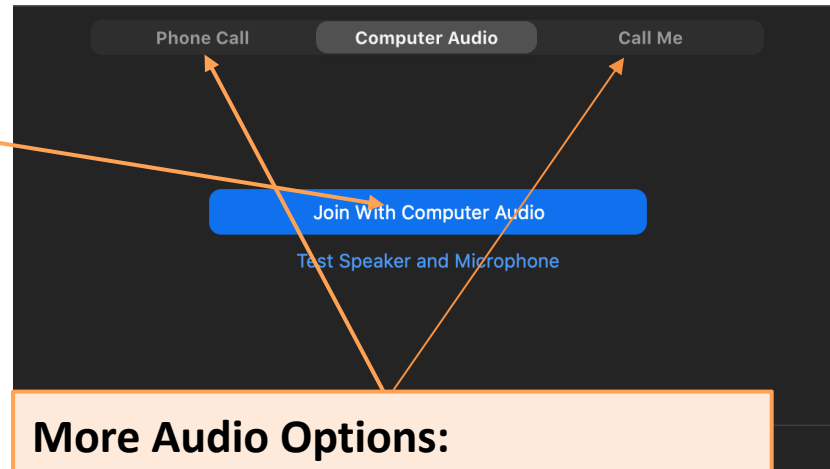 Phone Call Computer Audio Call Me
Join With Computer Audio
Test Speaker and Microphone
More Audio Options: